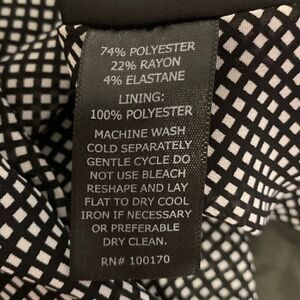 74% POLYESTER
22% RAYON
4% ELASTANE
LINING:
100% POLYESTER
MACHINE WASH
COLD SEPARATELY
GENTLE CYCLE DO
NOT USE BLEACH
RESHAPE AND LAY
FLAT TO DRY COOL
IRON IF NECESSARY
OR PREFERABLE
DRY CLEAN.
RN# 100170